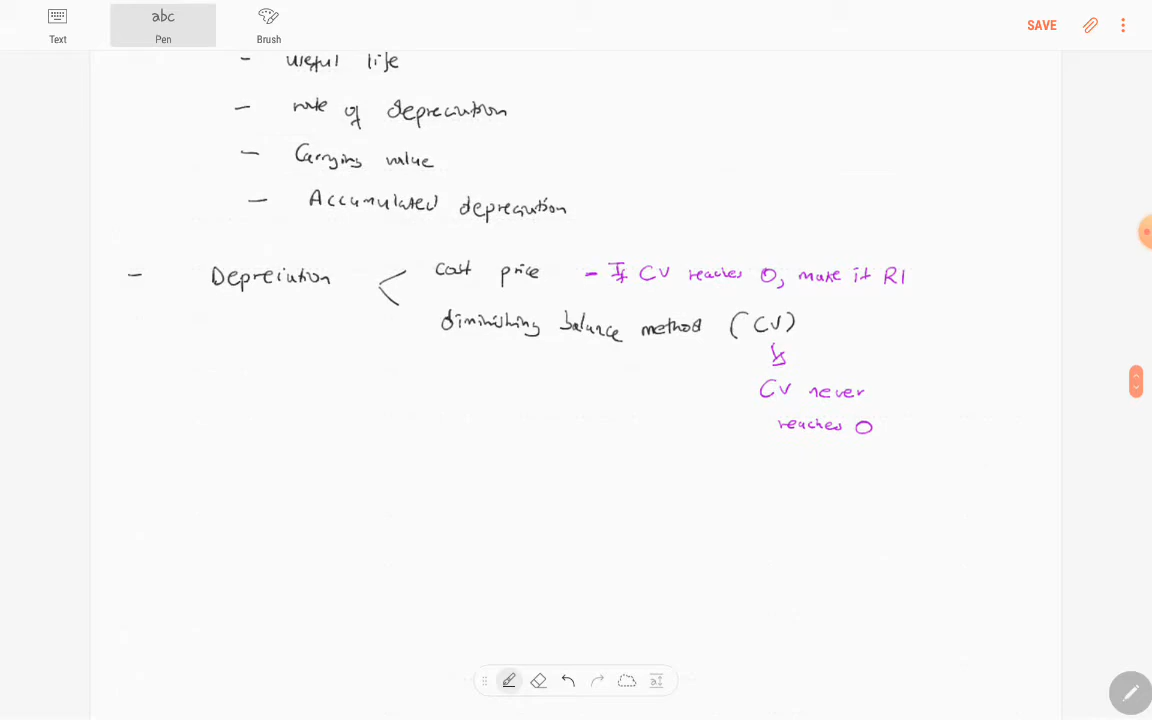 abc
SAVE
Text
Pen
Brush
- useful life
- rate of depreciation
- Carrying value
- Accumulated depreciation
- Depreciation < cost price - If CV reaches 0, make it R1
diminishing balance method (CV)
CV never
reaches 0